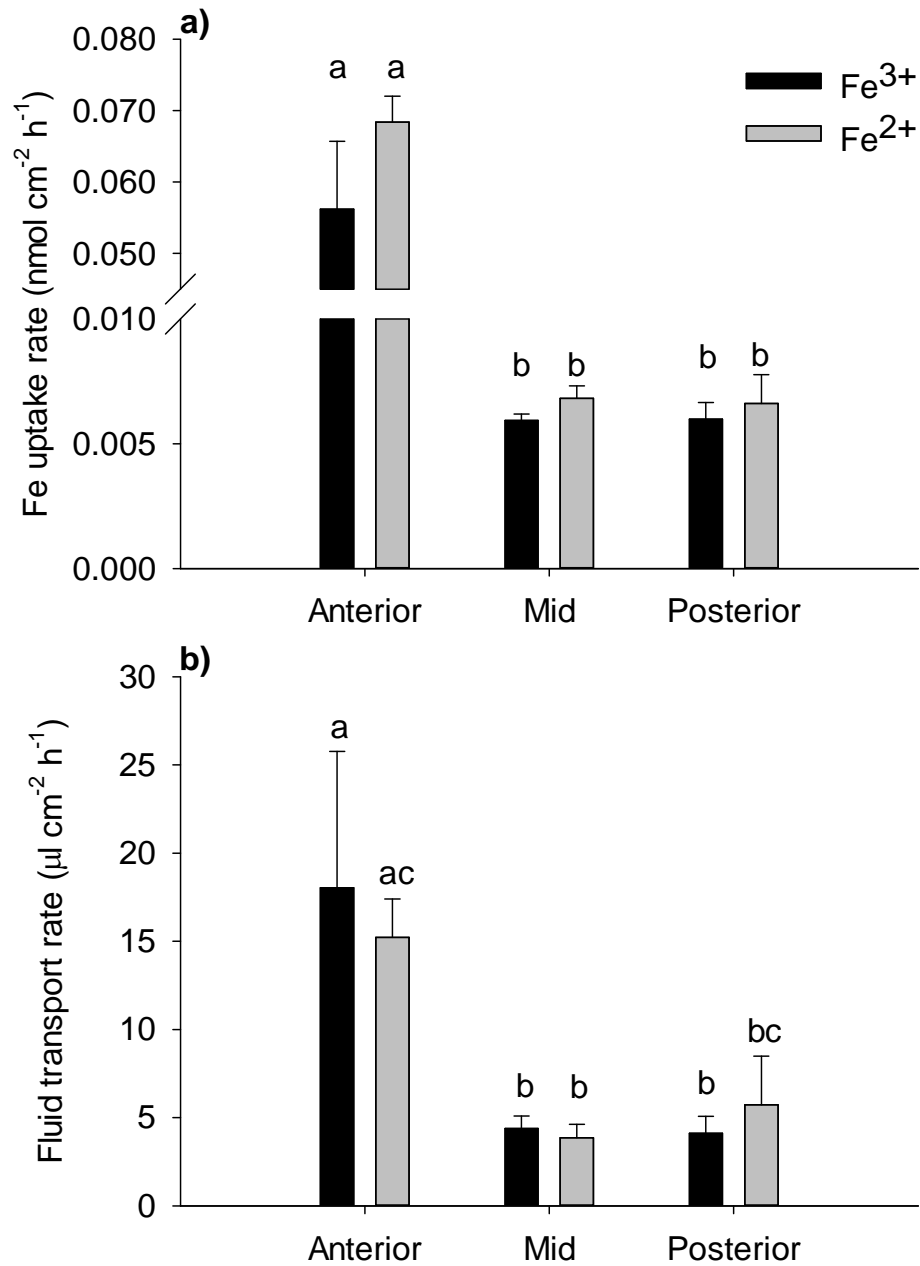 a)
Fe uptake rate (nmol cm-2 h-1)
0.080
0.070
0.060
0.050
0.010
0.005
0.000
a a
b b
b b
Fe3+
Fe2+
Anterior Mid Posterior
b)
Fluid transport rate (µl cm-2 h-1)
30
25
20
15
10
5
0
a
ac
b b
b
bc
Anterior Mid Posterior